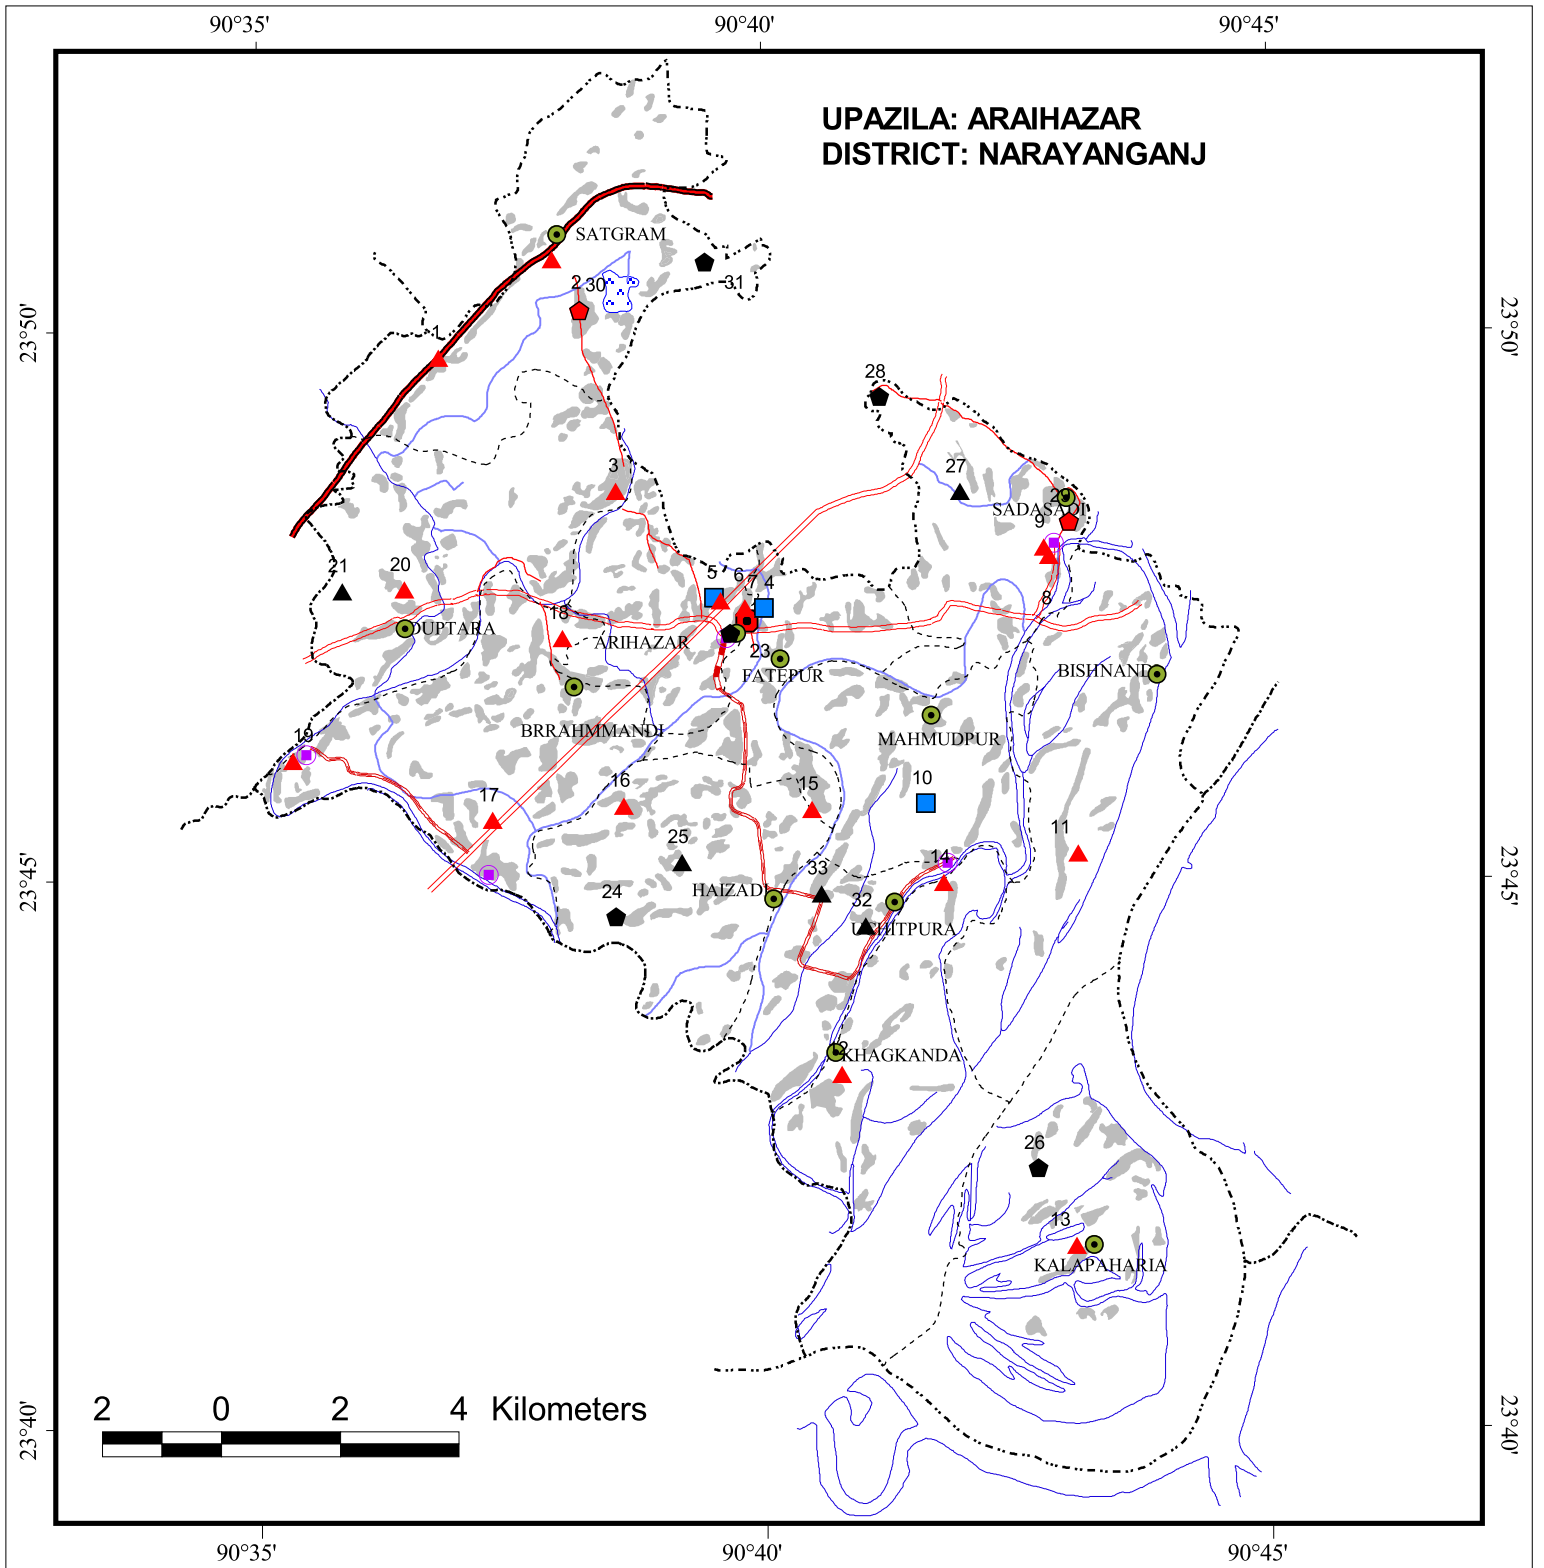 90°35' 90°40' 90°45'
UPAZILA: ARAIHAZAR
DISTRICT: NARAYANGANJ
SATGRAM
2 30 31
23°50' 23°50'
1
28
3 27
29
SADASADI
9
21 20
5 6 7 4
8
18
DUPTARA ARIHAZAR
23
FATEPUR BISHNAND
BRRAHMMANDI MAHMUDPUR
19
10
17 16 15
11
25
14
33
23°45' 23°45'
24 HAIZADI 32
UCHITPURA
KHAGKANDA
26
13
KALAPAHARIA
2 0 2 4 Kilometers
23°40' 23°40'
90°35' 90°40' 90°45'